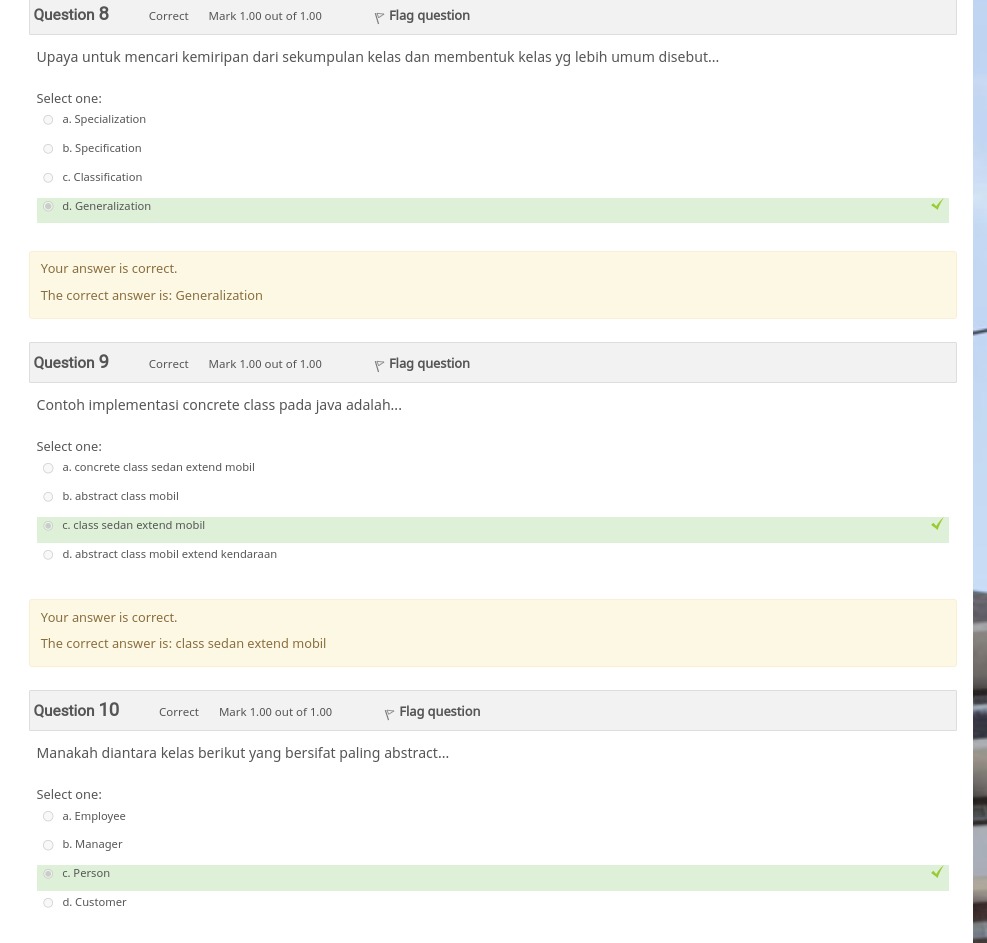 Question 8 Correct Mark 1.00 out of 1.00 Flag question
Upaya untuk mencari kemiripan dari sekumpulan kelas dan membentuk kelas yg lebih umum disebut...
Select one:
a. Specialization
b. Specification
c. Classification
d. Generalization
Your answer is correct.
The correct answer is: Generalization
Question 9 Correct Mark 1.00 out of 1.00 Flag question
Contoh implementasi concrete class pada java adalah...
Select one:
a. concrete class sedan extend mobil
b. abstract class mobil
c. class sedan extend mobil
d. abstract class mobil extend kendaraan
Your answer is correct.
The correct answer is: class sedan extend mobil
Question 10 Correct Mark 1.00 out of 1.00 Flag question
Manakah diantara kelas berikut yang bersifat paling abstract...
Select one:
a. Employee
b. Manager
c. Person
d. Customer